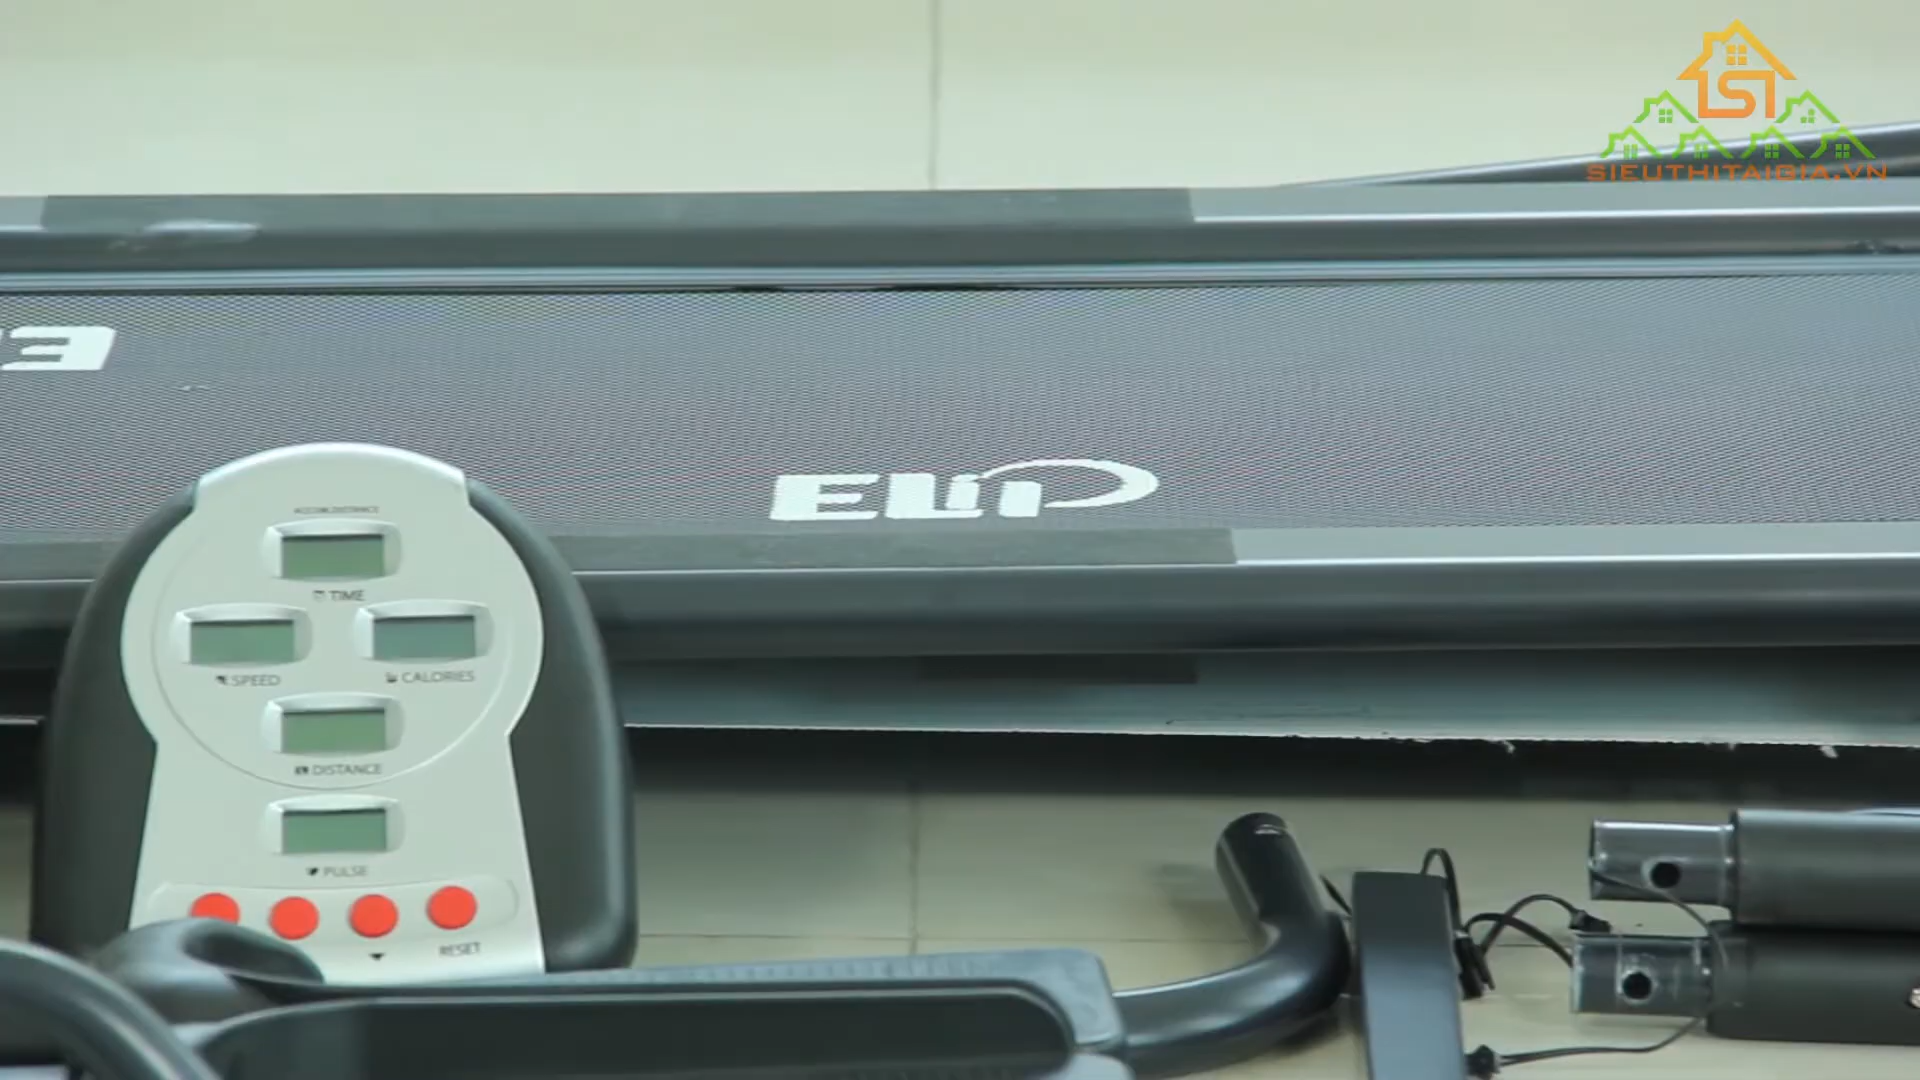 SIEUTHITAIGIA.VN
ELIP
TIME
SPEED
CALORIES
DISTANCE
PULSE
RESET